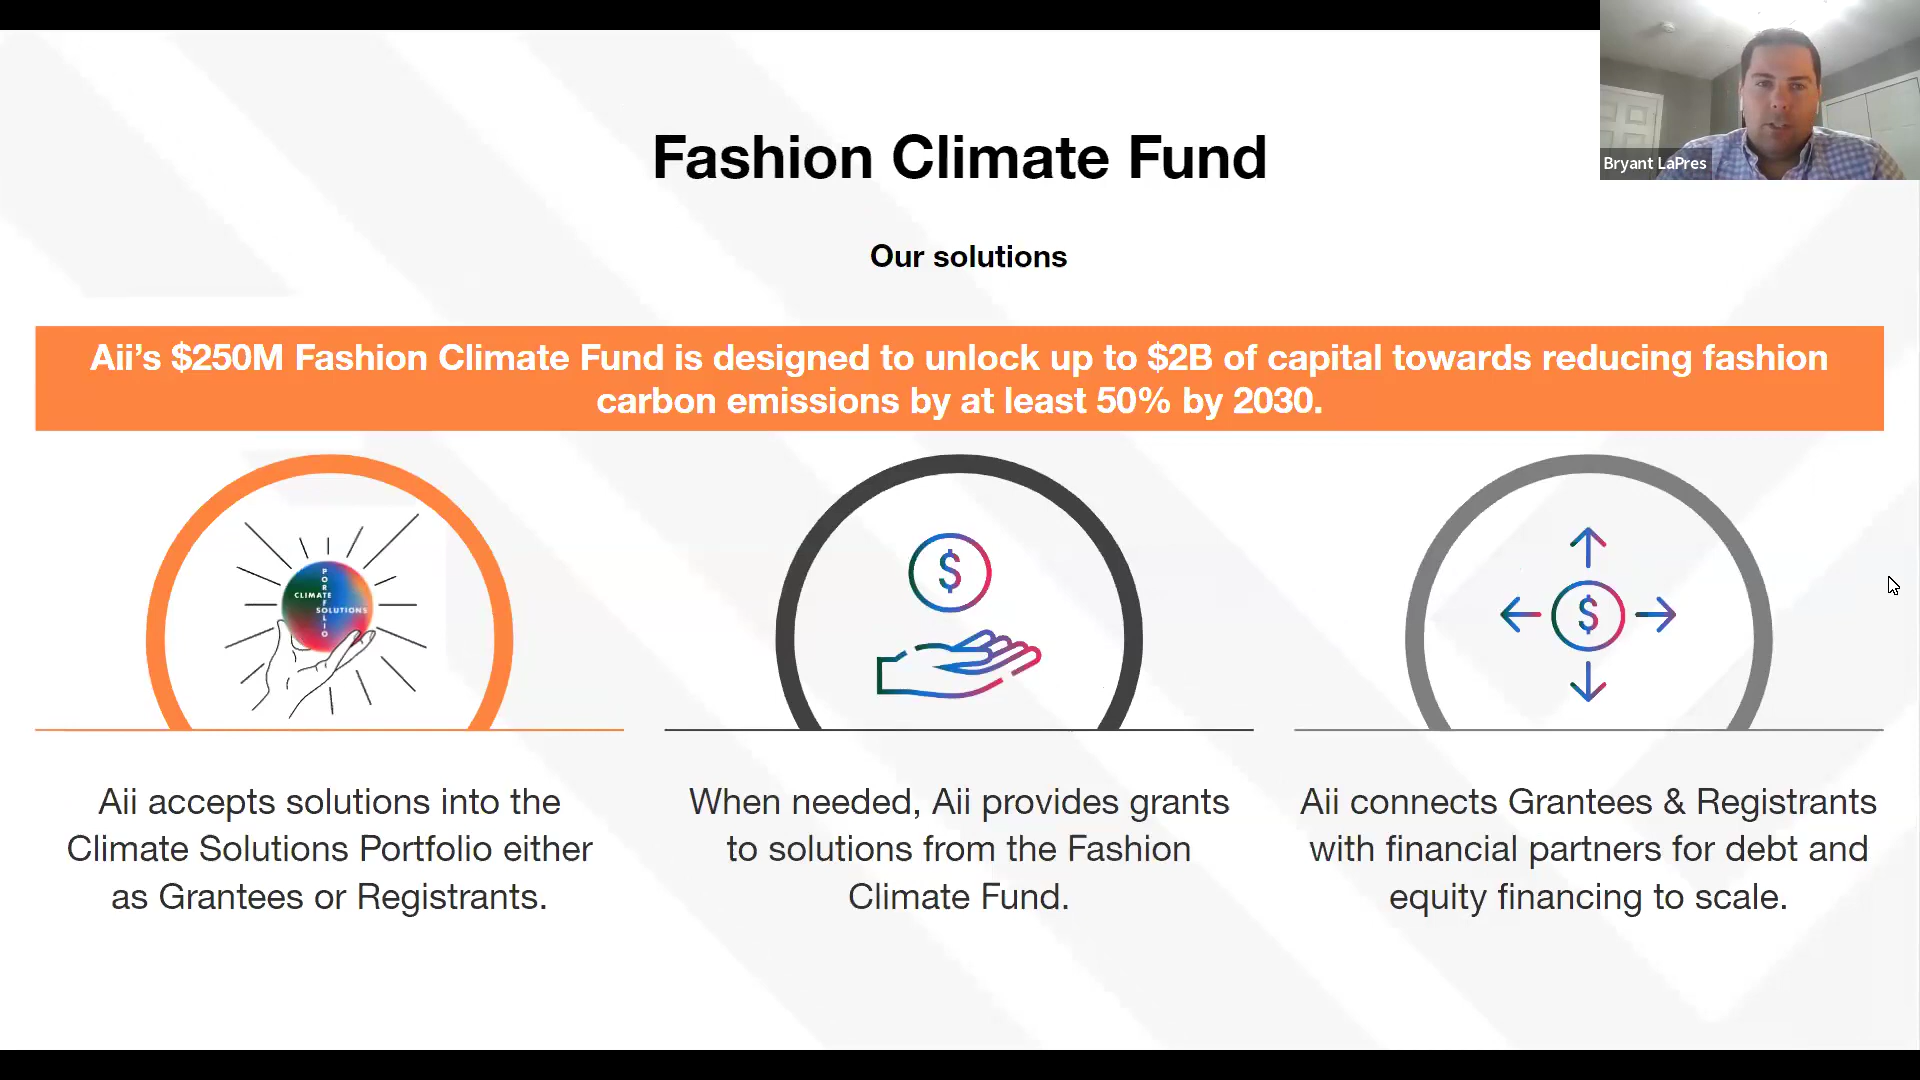 Bryant LaPres
Fashion Climate Fund
Our solutions
Aii’s $250M Fashion Climate Fund is designed to unlock up to $2B of capital towards reducing fashion
carbon emissions by at least 50% by 2030.
PORTFOLIO
CLIMATE
SOLUTIONS
$
$
Aii accepts solutions into the
Climate Solutions Portfolio either
as Grantees or Registrants.
When needed, Aii provides grants
to solutions from the Fashion
Climate Fund.
Aii connects Grantees & Registrants
with financial partners for debt and
equity financing to scale.